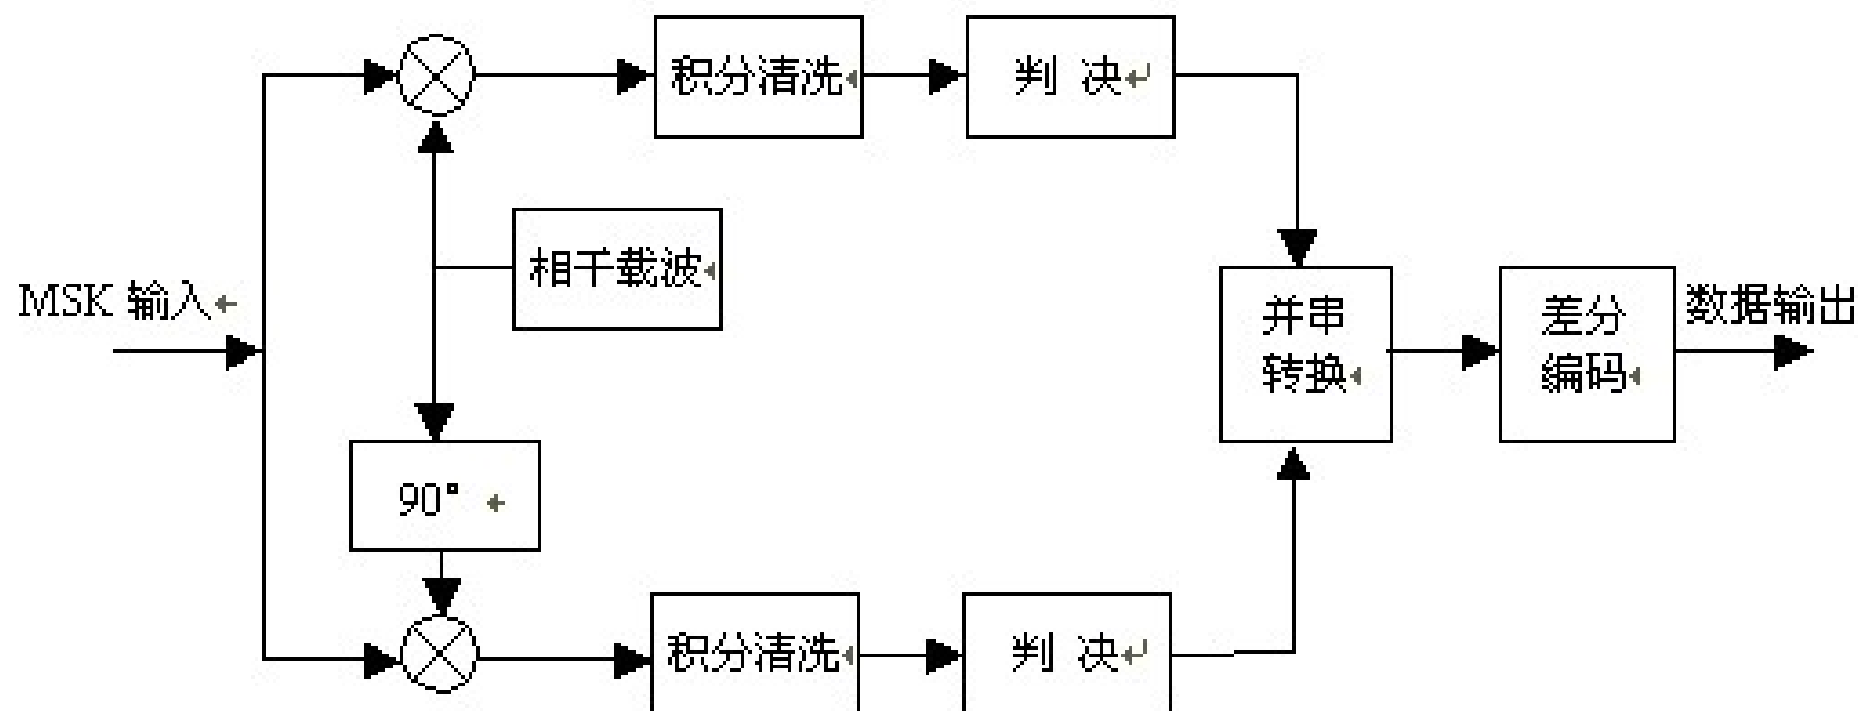 积分清洗
判 决
相干载波
MSK 输入
并串
转换
差分
编码
数据输出
90°
积分清洗
判 决